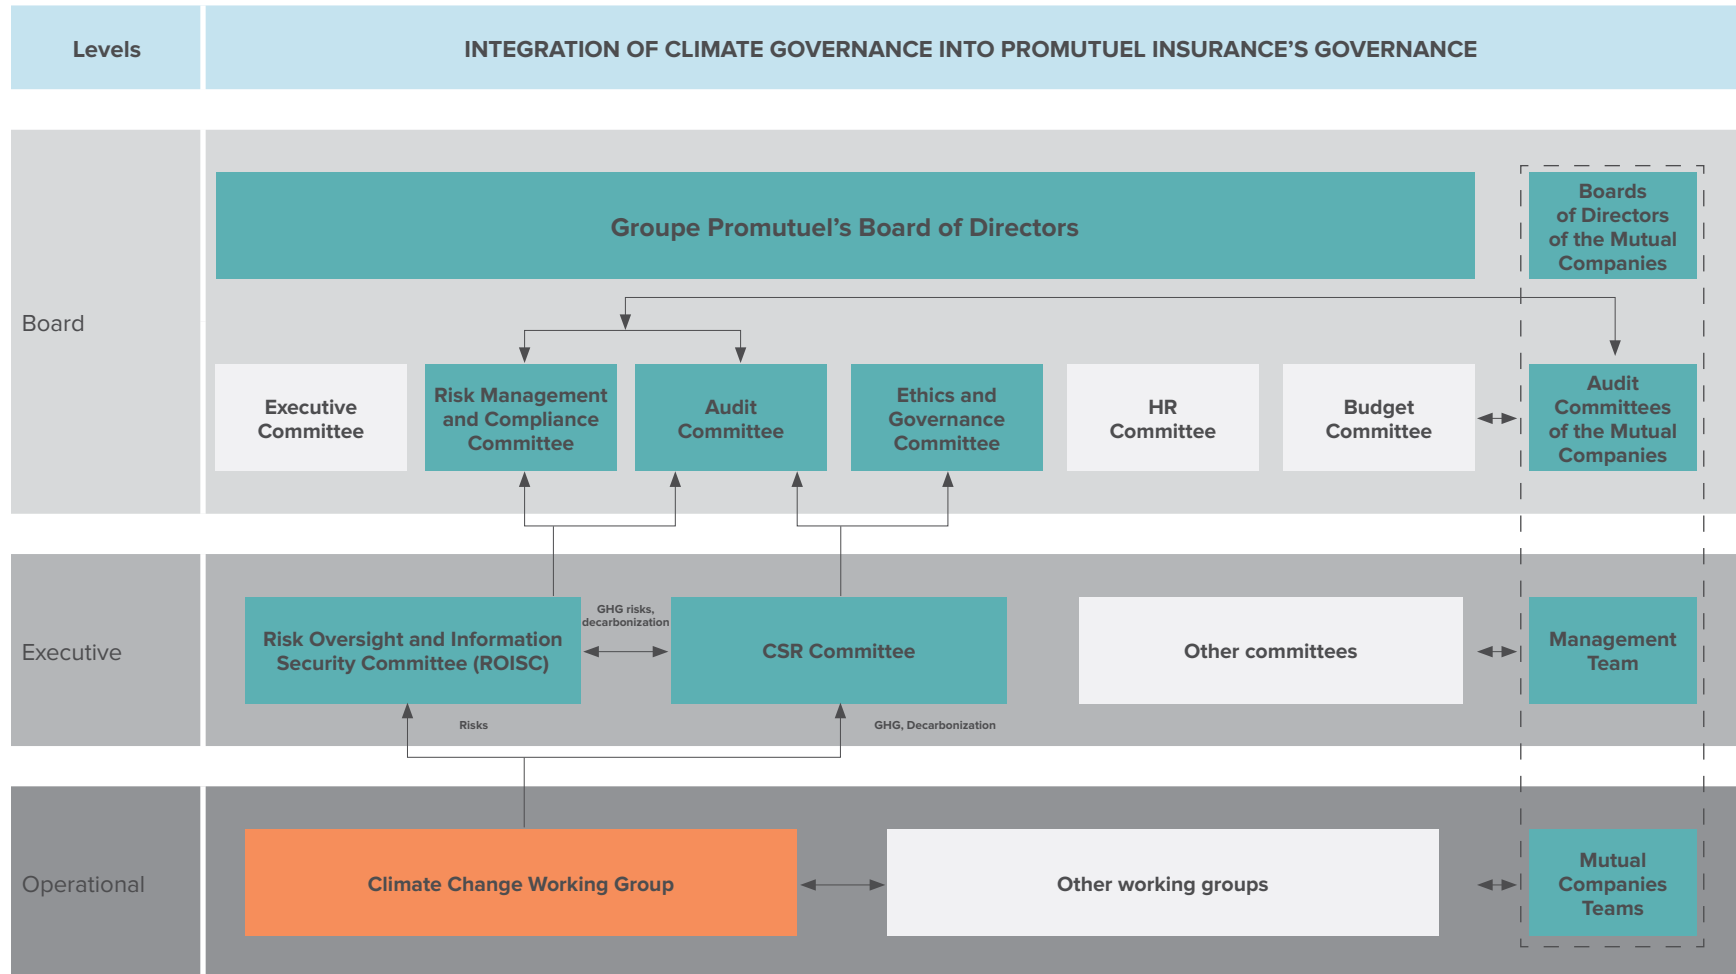 Levels
INTEGRATION OF CLIMATE GOVERNANCE INTO PROMUTUEL INSURANCE’S GOVERNANCE
Board
Groupe Promutuel’s Board of Directors
Boards
of Directors
of the Mutual
Companies
Executive
Committee
Risk Management
and Compliance
Committee
Audit
Committee
Ethics and
Governance
Committee
HR
Committee
Budget
Committee
Audit
Committees
of the Mutual
Companies
Executive
Risk Oversight and Information
Security Committee (ROISC)
GHG risks,
decarbonization
CSR Committee
Other committees
Management
Team
Risks
GHG, Decarbonization
Operational
Climate Change Working Group
Other working groups
Mutual
Companies
Teams